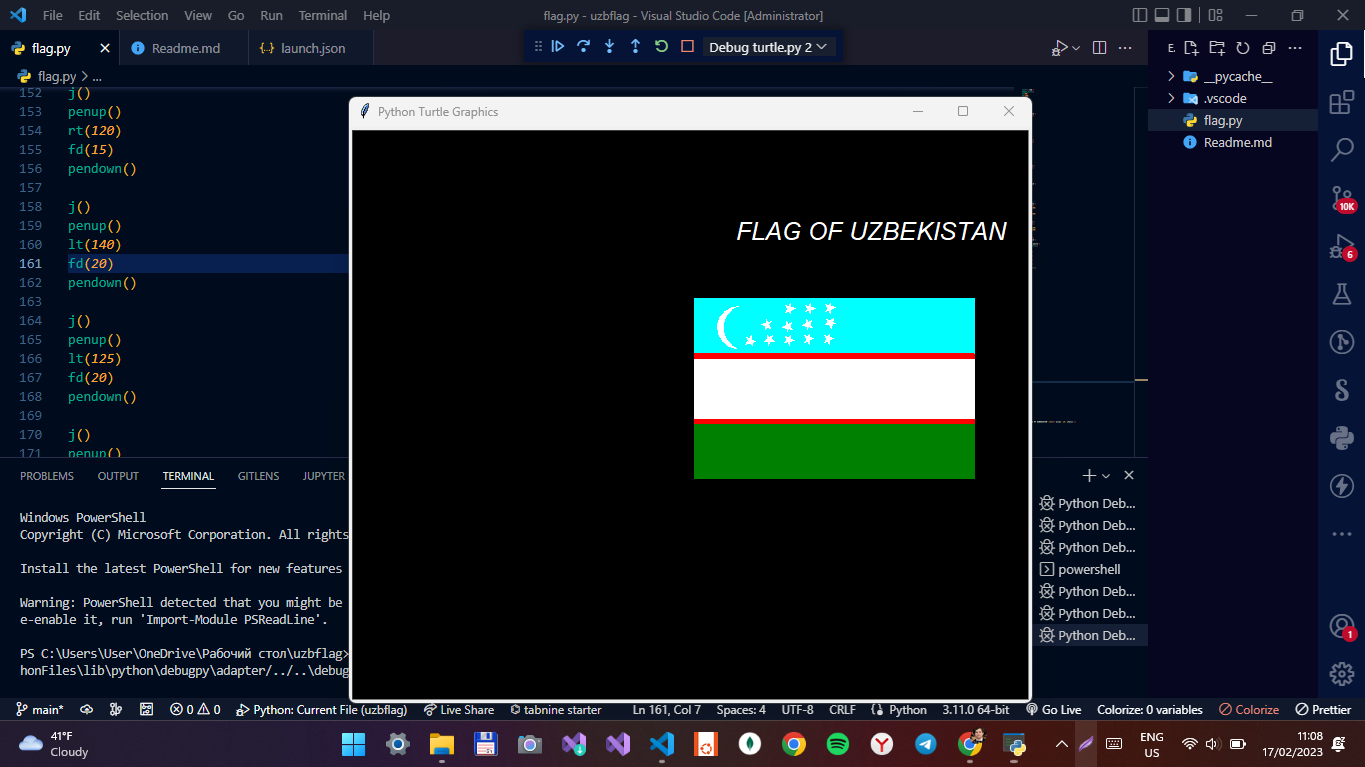 File Edit Selection View Go Run Terminal Help
flag.py - uzbflag - Visual Studio Code [Administrator]
flag.py
Readme.md
launch.json
Debug turtle.py 2
E.
flag.py > ...
__pycache__
.vscode
flag.py
Readme.md
152 j()
153 penup()
154 rt(120)
155 fd(15)
156 pendown()
157
158 j()
159 penup()
160 lt(140)
161 fd(20)
162 pendown()
163
164 j()
165 penup()
166 lt(125)
167 fd(20)
168 pendown()
169
170 j()
171 penup()
Python Turtle Graphics
FLAG OF UZBEKISTAN
10K
6
1
PROBLEMS OUTPUT TERMINAL GITLENS JUPYTER
Windows PowerShell
Copyright (C) Microsoft Corporation. All rights
Install the latest PowerShell for new features
Warning: PowerShell detected that you might be
e-enable it, run 'Import-Module PSReadLine'.
PS C:\Users\User\OneDrive\Рабочий стол\uzbflag>
honFiles\lib\python\debugpy\adapter/../..\debug
Python Deb...
Python Deb...
Python Deb...
powershell
Python Deb...
Python Deb...
Python Deb...
main* 0 0 Python: Current File (uzbflag) Live Share tabnine starter Ln 161, Col 7 Spaces: 4 UTF-8 CRLF Python 3.11.0 64-bit Go Live Colorize: 0 variables Colorize Prettier
41°F
Cloudy
ENG
US
11:08
17/02/2023